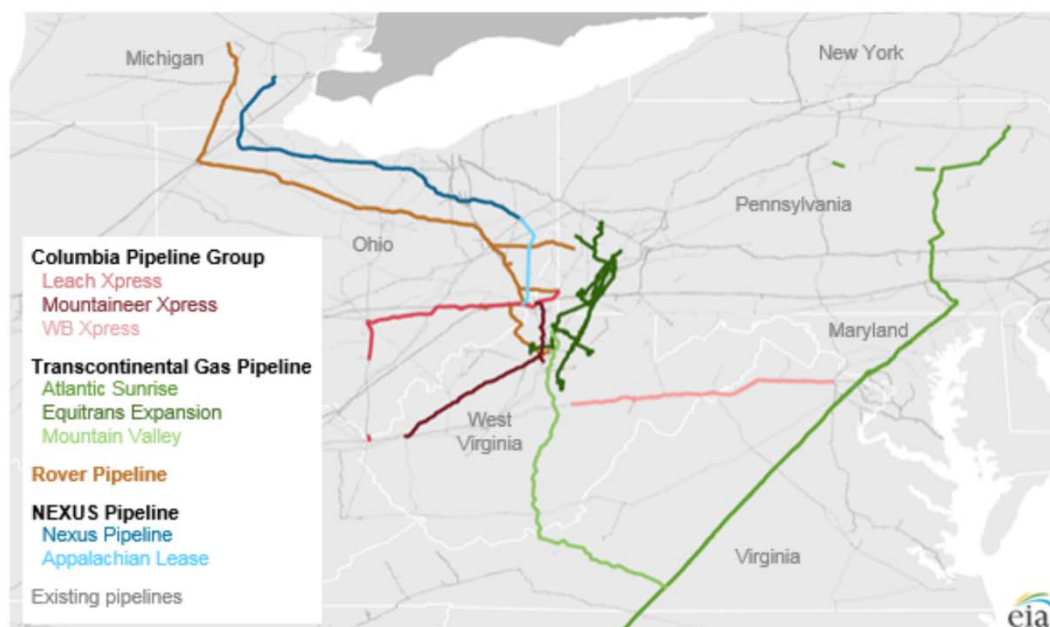 Michigan
New York
Pennsylvania
Ohio
Columbia Pipeline Group
Leach Xpress
Mountaineer Xpress
WB Xpress
Maryland
Transcontinental Gas Pipeline
Atlantic Sunrise
Equitrans Expansion
Mountain Valley
West
Virginia
Rover Pipeline
NEXUS Pipeline
Nexus Pipeline
Appalachian Lease
Virginia
Existing pipelines
eia